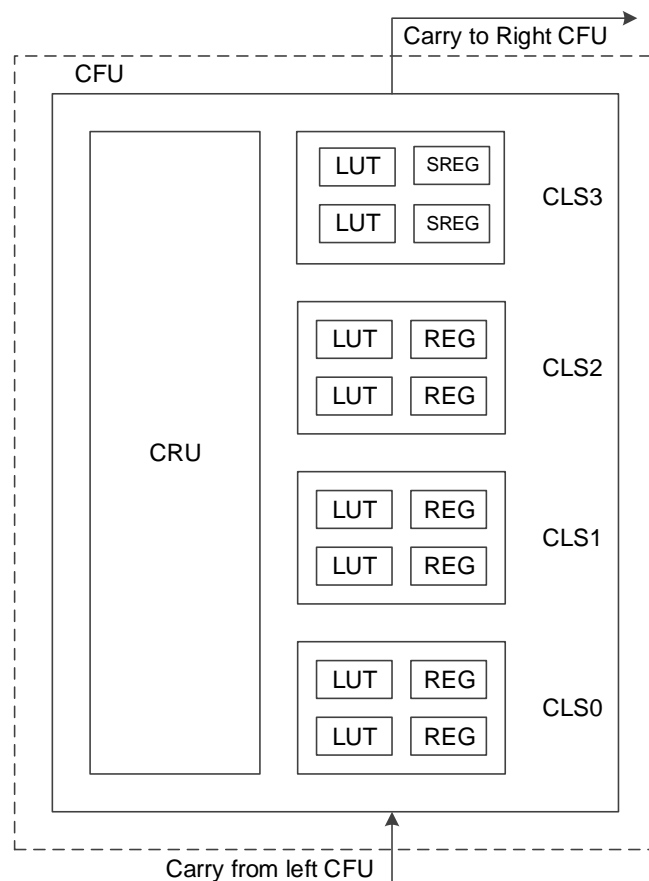 Carry to Right CFU
CFU
LUT SREG
LUT SREG
CLS3
LUT REG
LUT REG
CLS2
CRU
LUT REG
LUT REG
CLS1
LUT REG
LUT REG
CLS0
Carry from left CFU